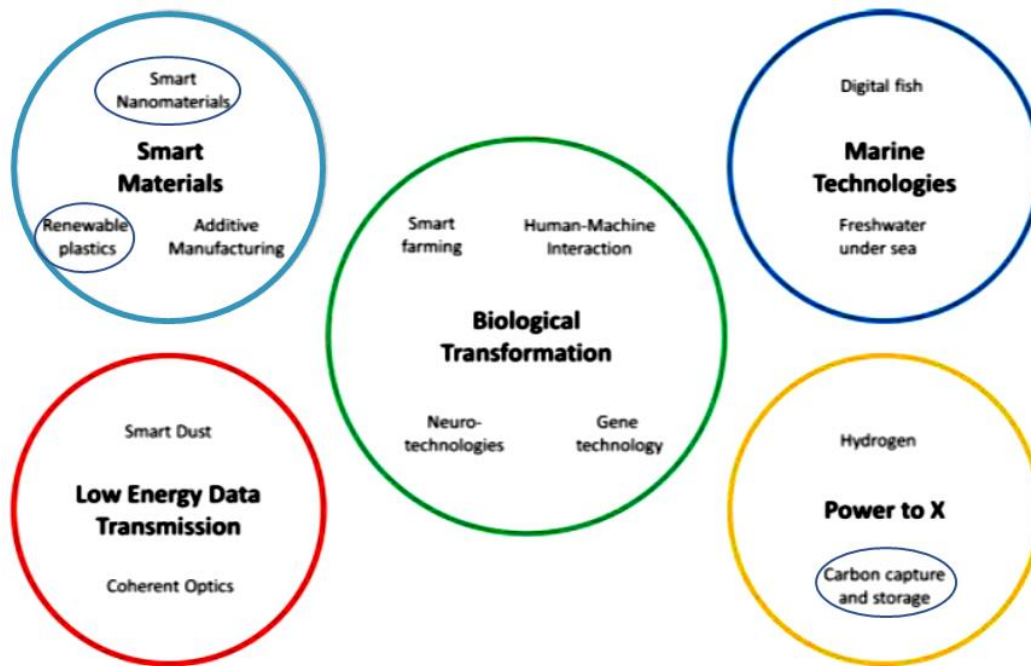 Smart
Nanomaterials
Smart
Materials
Renewable
plastics
Additive
Manufacturing
Digital fish
Marine
Technologies
Freshwater
under sea
Smart
farming
Human-Machine
Interaction
Biological
Transformation
Neuro-
technologies
Gene
technology
Smart Dust
Low Energy Data
Transmission
Coherent Optics
Hydrogen
Power to X
Carbon capture
and storage